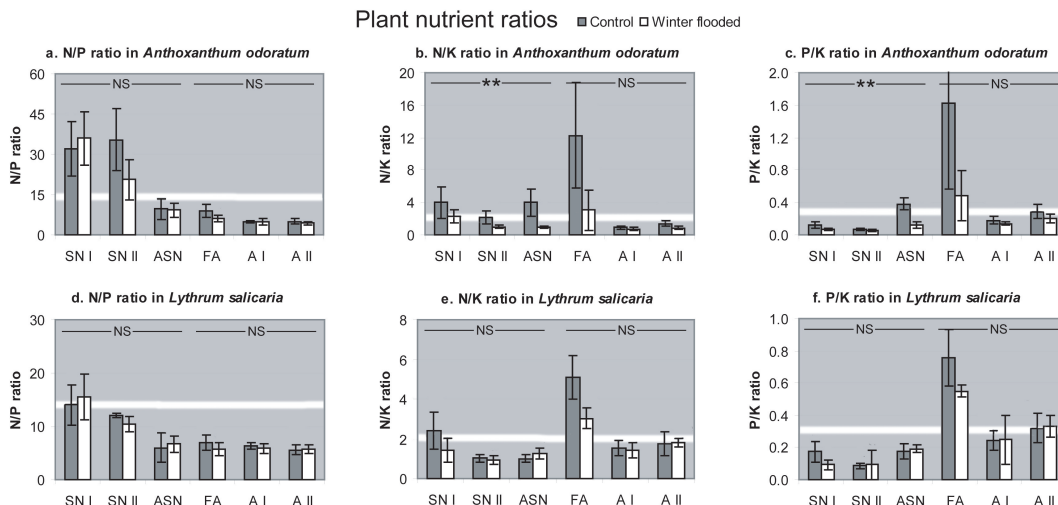 Plant nutrient ratios Control Winter flooded
a. N/P ratio in Anthoxanthum odoratum
b. N/K ratio in Anthoxanthum odoratum
c. P/K ratio in Anthoxanthum odoratum
N/P ratio
60
45
30
15
0
NS NS
SN I SN II ASN FA A I A II
N/K ratio
20
16
12
8
4
0
** NS
SN I SN II ASN FA A I A II
P/K ratio
2.0
1.6
1.2
0.8
0.4
0.0
** NS
SN I SN II ASN FA A I A II
d. N/P ratio in Lythrum salicaria
e. N/K ratio in Lythrum salicaria
f. P/K ratio in Lythrum salicaria
N/P ratio
30
20
10
0
NS NS
SN I SN II ASN FA A I A II
N/K ratio
8
6
4
2
0
NS NS
SN I SN II ASN FA A I A II
P/K ratio
1.0
0.8
0.6
0.4
0.2
0.0
NS NS
SN I SN II ASN FA A I A II